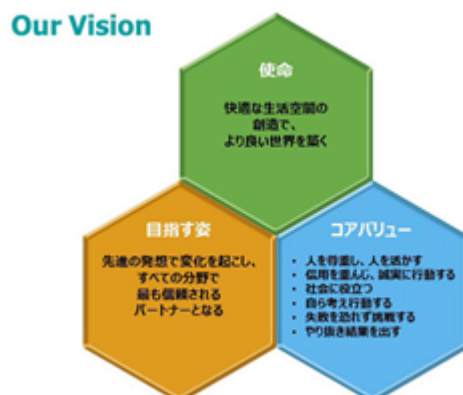 Our Vision
使命
快適な生活空間の
創造で、
より良い世界を築く
目指す姿
先進の発想で変化を起こし、
すべての分野で
最も信頼される
パートナーとなる
コアバリュー
• 人を尊重し、人を活かす
• 信用を重んじ、誠実に行動する
• 社会に役立つ
• 自ら考え行動する
• 失敗を恐れず挑戦する
• やり抜き結果を出す